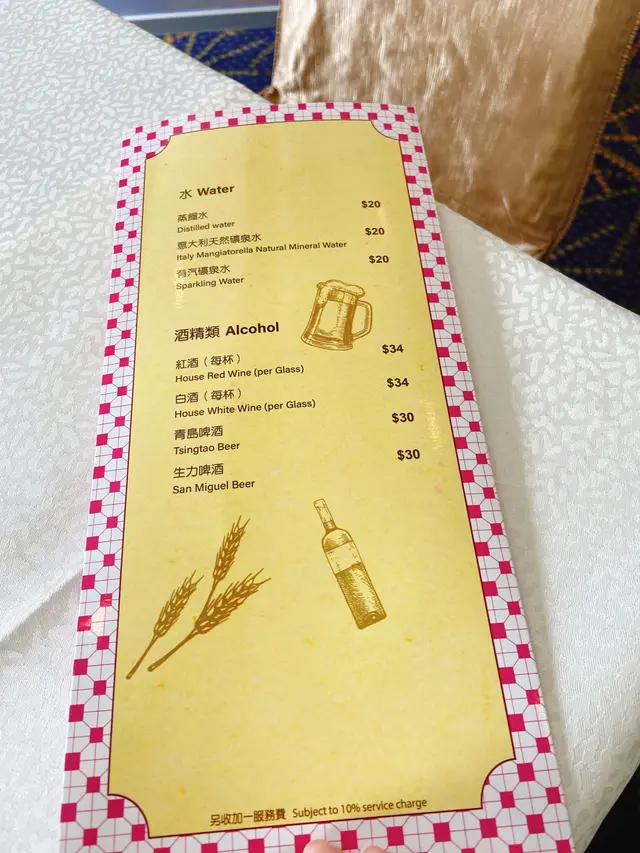 水 Water
蒸餾水 $20
Distilled water
意大利天然礦泉水 $20
Italy Mangiatorella Natural Mineral Water
有汽礦泉水 $20
Sparkling Water
酒精類 Alcohol
紅酒（每杯） $34
House Red Wine (per Glass)
白酒（每杯） $34
House White Wine (per Glass)
青島啤酒 $30
Tsingtao Beer
生力啤酒 $30
San Miguel Beer
另收加一服務費 Subject to 10% service charge